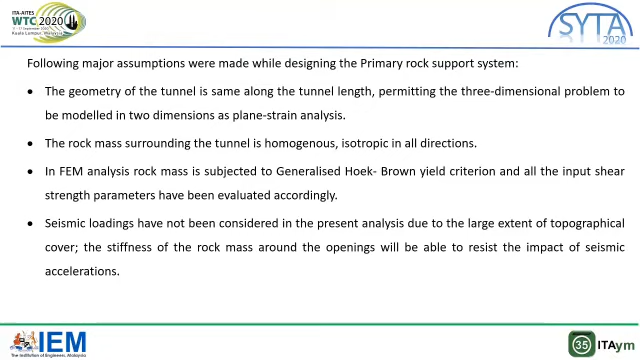 ITA-AITES
WTC 2020
11 - 17 September 2020
Kuala Lumpur, Malaysia
SYTA
2020
Following major assumptions were made while designing the Primary rock support system:
• The geometry of the tunnel is same along the tunnel length, permitting the three-dimensional problem to
be modelled in two dimensions as plane-strain analysis.
• The rock mass surrounding the tunnel is homogenous, isotropic in all directions.
• In FEM analysis rock mass is subjected to Generalised Hoek- Brown yield criterion and all the input shear
strength parameters have been evaluated accordingly.
• Seismic loadings have not been considered in the present analysis due to the large extent of topographical
cover; the stiffness of the rock mass around the openings will be able to resist the impact of seismic
accelerations.
IEM
The Institution of Engineers, Malaysia
35 ITAym